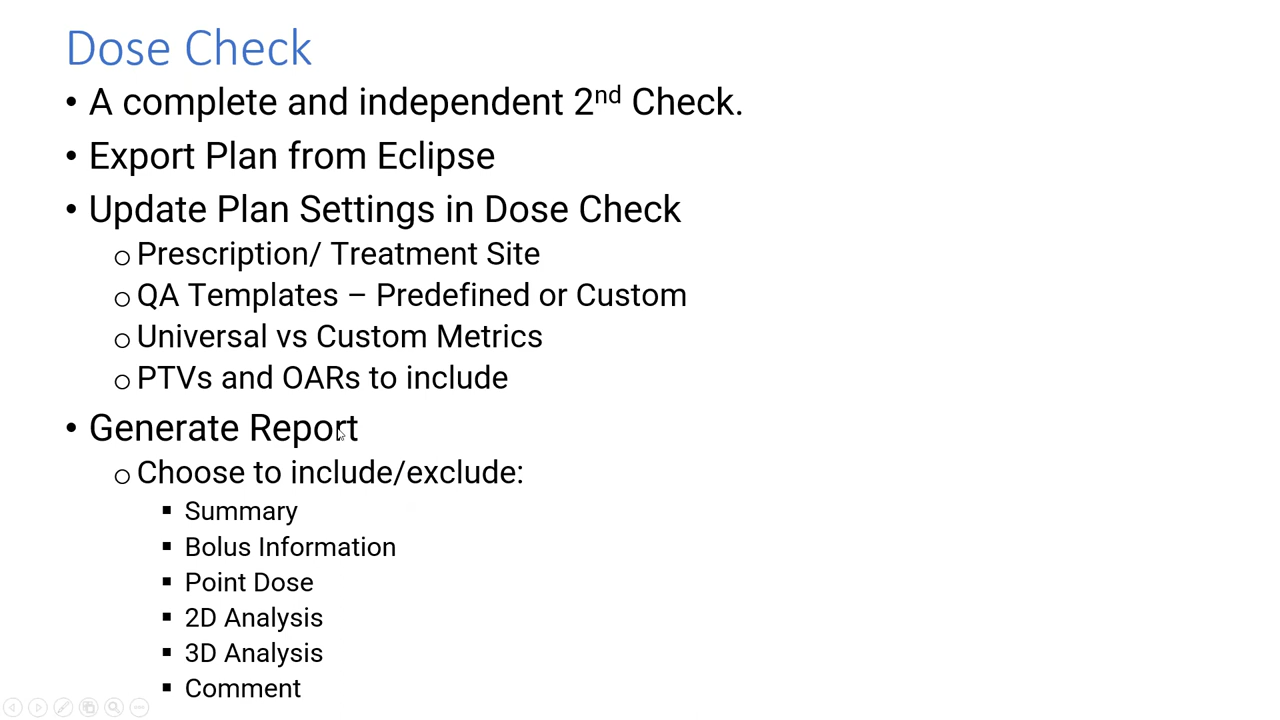 Dose Check
• A complete and independent 2nd Check.
• Export Plan from Eclipse
• Update Plan Settings in Dose Check
o Prescription/ Treatment Site
o QA Templates – Predefined or Custom
o Universal vs Custom Metrics
o PTVs and OARs to include
• Generate Report
o Choose to include/exclude:
▪ Summary
▪ Bolus Information
▪ Point Dose
▪ 2D Analysis
▪ 3D Analysis
▪ Comment